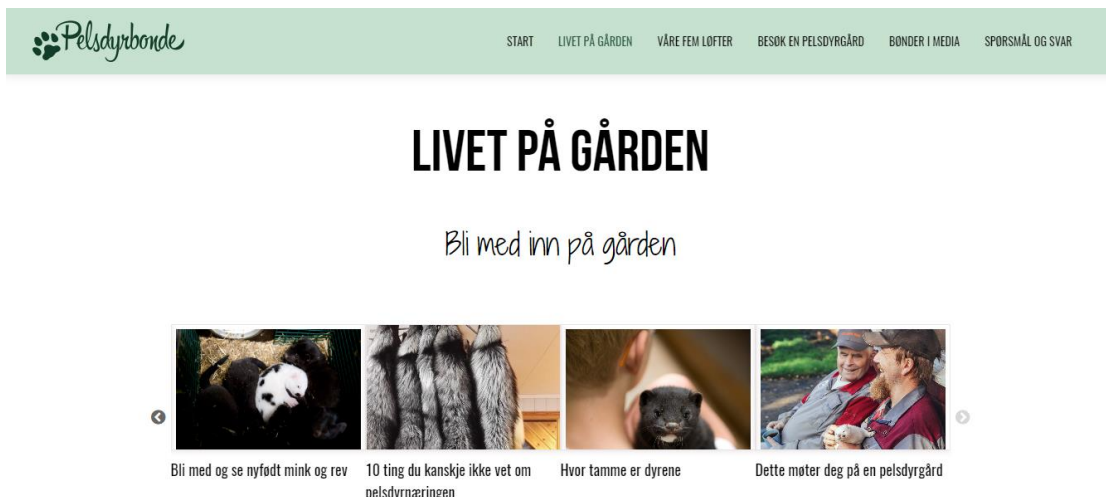 Pelsdyrbonde
START LIVET PÅ GÅRDEN VÅRE FEM LØFTER BESØK EN PELSDYRGÅRD BØNDER I MEDIA SPØRSMÅL OG SVAR
LIVET PÅ GÅRDEN
Bli med inn på gården
Bli med og se nyfødt mink og rev
10 ting du kanskje ikke vet om
pelsdyrnæringen
Hvor tamme er dyrene
Dette møter deg på en pelsdyrgård